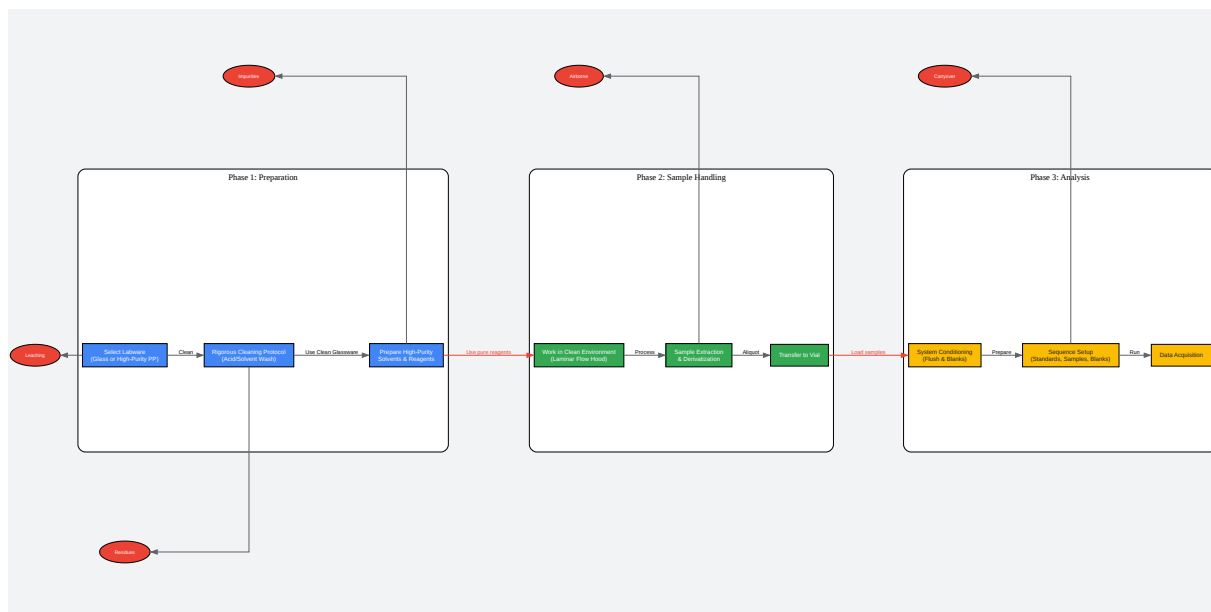 Impurities
Airborne
Carryover
Phase 1: Preparation
Phase 2: Sample Handling
Phase 3: Analysis
Leaching
Select Labware
(Glass or High-Purity PP)
Clean
Rigorous Cleaning Protocol
(Acid/Solvent Wash)
Use Clean Glassware
Prepare High-Purity
Solvents & Reagents
Use pure reagents
Work in Clean Environment
(Laminar Flow Hood)
Process
Sample Extraction
& Derivatization
Aliquot
Transfer to Vial
Load samples
System Conditioning
(Flush & Blanks)
Prepare
Sequence Setup
(Standards, Samples, Blanks)
Run
Data Acquisition
Residues